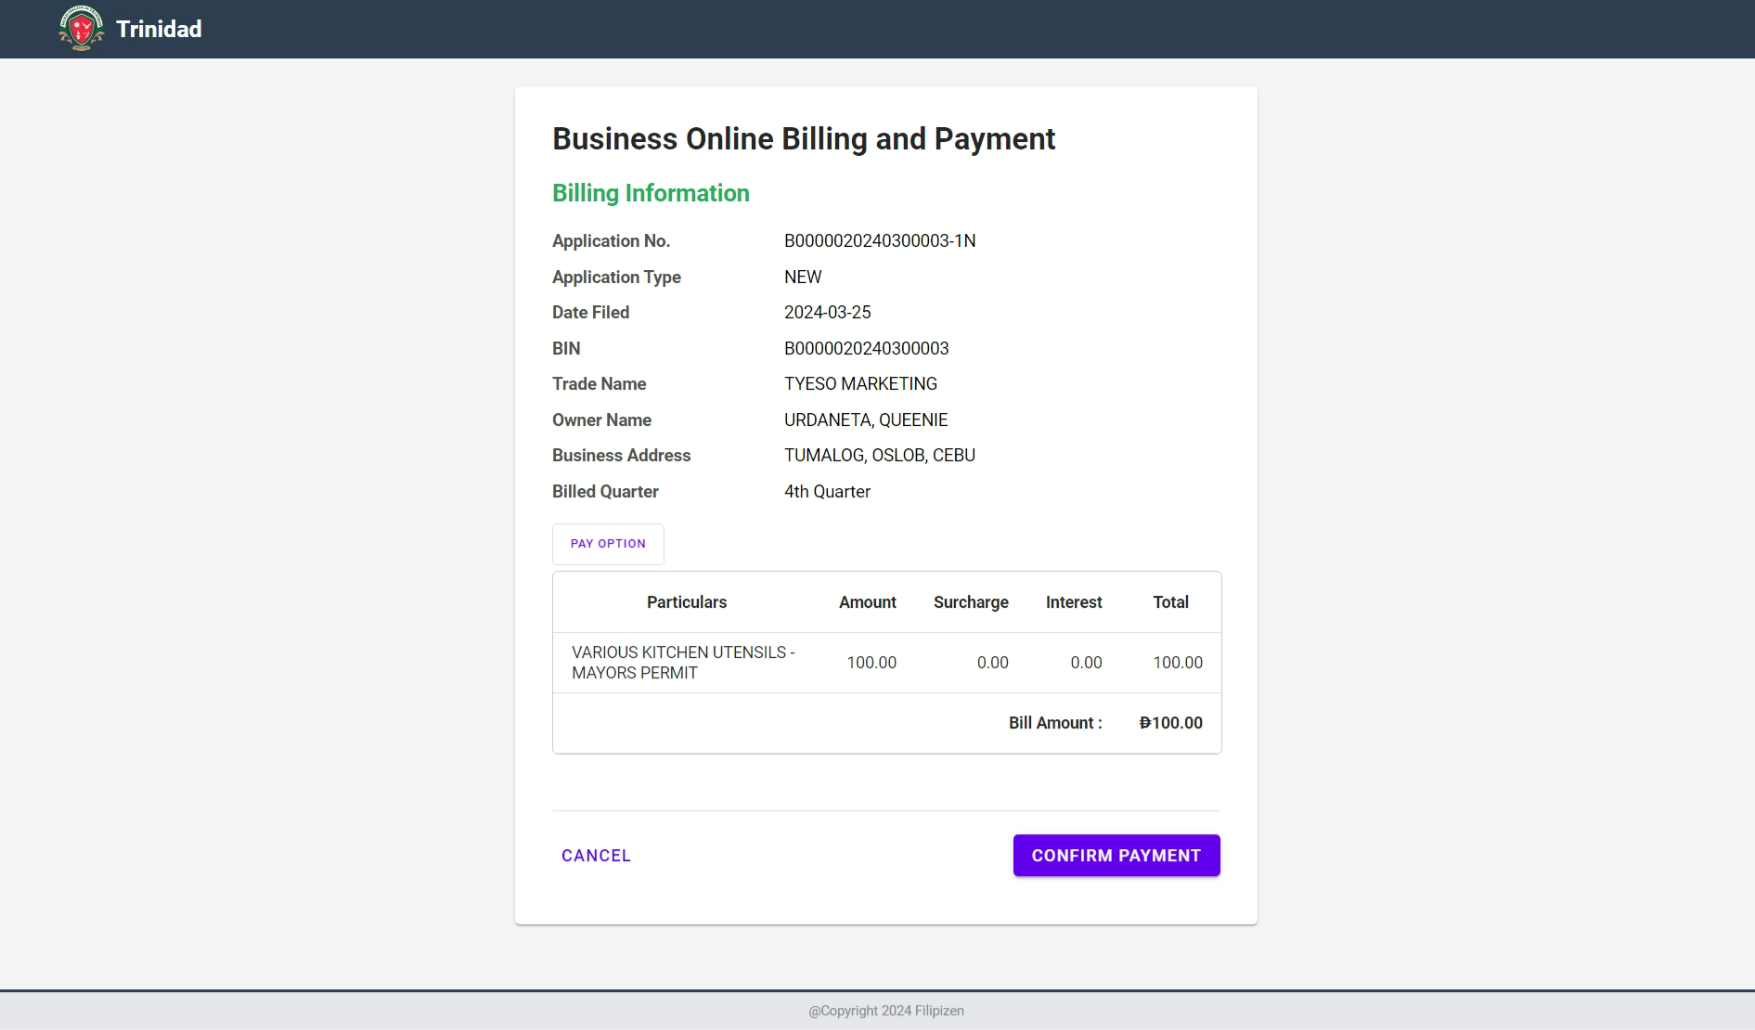 Trinidad
Business Online Billing and Payment
Billing Information
Application No. B0000020240300003-1N
Application Type NEW
Date Filed 2024-03-25
BIN B0000020240300003
Trade Name TYESO MARKETING
Owner Name URDANETA, QUEENIE
Business Address TUMALOG, OSLOB, CEBU
Billed Quarter 4th Quarter
PAY OPTION
Particulars Amount Surcharge Interest Total
VARIOUS KITCHEN UTENSILS -
MAYORS PERMIT 100.00 0.00 0.00 100.00
Bill Amount : ₱100.00
CANCEL CONFIRM PAYMENT
@Copyright 2024 Filipizen